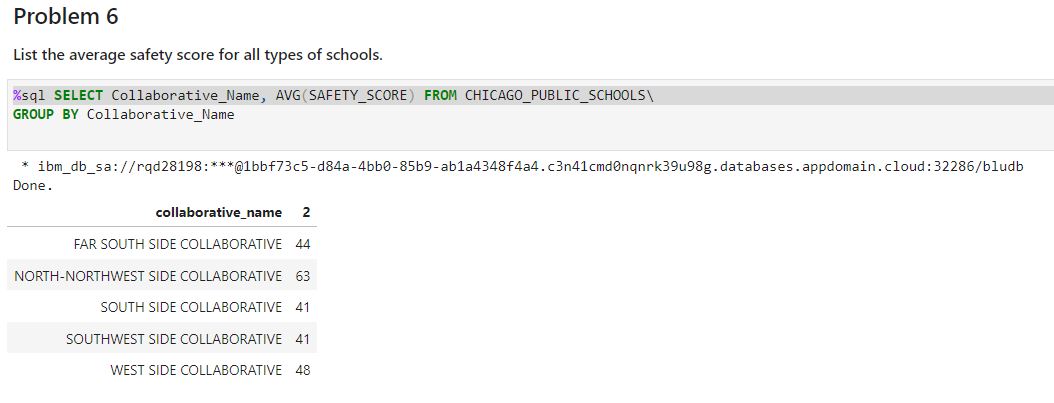 Problem 6
List the average safety score for all types of schools.
%sql SELECT Collaborative_Name, AVG(SAFETY_SCORE) FROM CHICAGO_PUBLIC_SCHOOLS\
GROUP BY Collaborative_Name
* ibm_db_sa://rqd28198:***@1bbf73c5-d84a-4bb0-85b9-ab1a4348f4a4.c3n41cmd0nqnrk39u98g.databases.appdomain.cloud:32286/bludb
Done.
collaborative_name 2
FAR SOUTH SIDE COLLABORATIVE 44
NORTH-NORTHWEST SIDE COLLABORATIVE 63
SOUTH SIDE COLLABORATIVE 41
SOUTHWEST SIDE COLLABORATIVE 41
WEST SIDE COLLABORATIVE 48